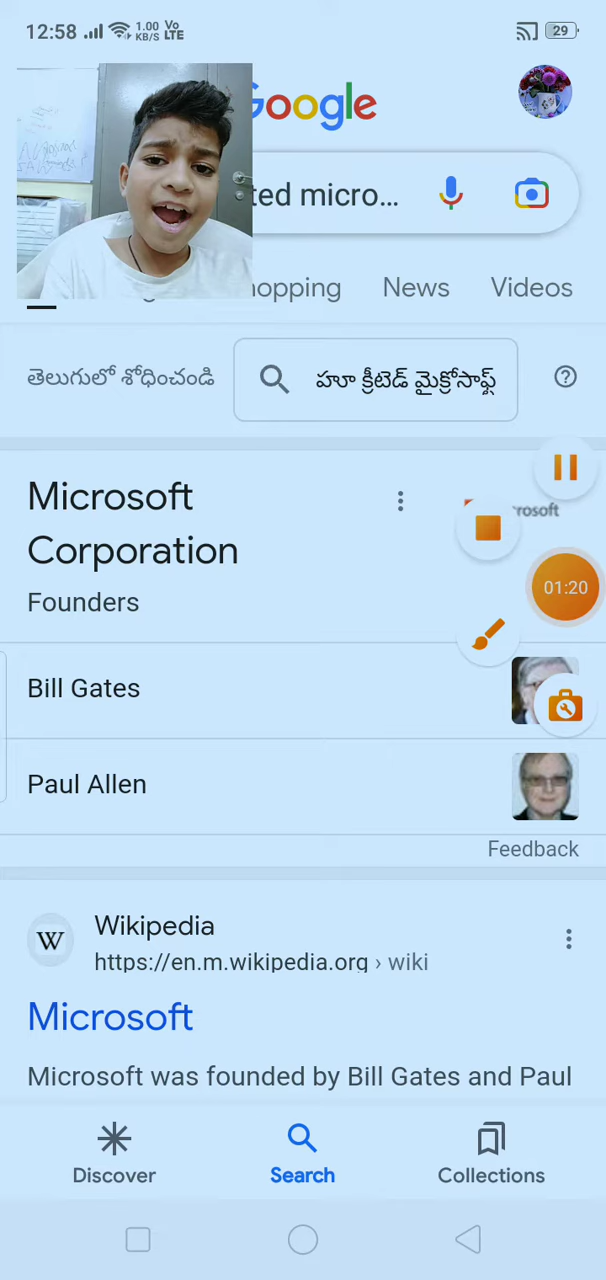 12:58 1.00 KB/S Vo LTE 29
Google
ted micro...
hopping News Videos
తెలుగులో శోధించండి
హూ క్రీటెడ్ మైక్రోసాఫ్ట్
Microsoft
Corporation
rosoft
Founders
01:20
Bill Gates
Paul Allen
Feedback
W
Wikipedia
https://en.m.wikipedia.org › wiki
Microsoft
Microsoft was founded by Bill Gates and Paul
Discover Search Collections